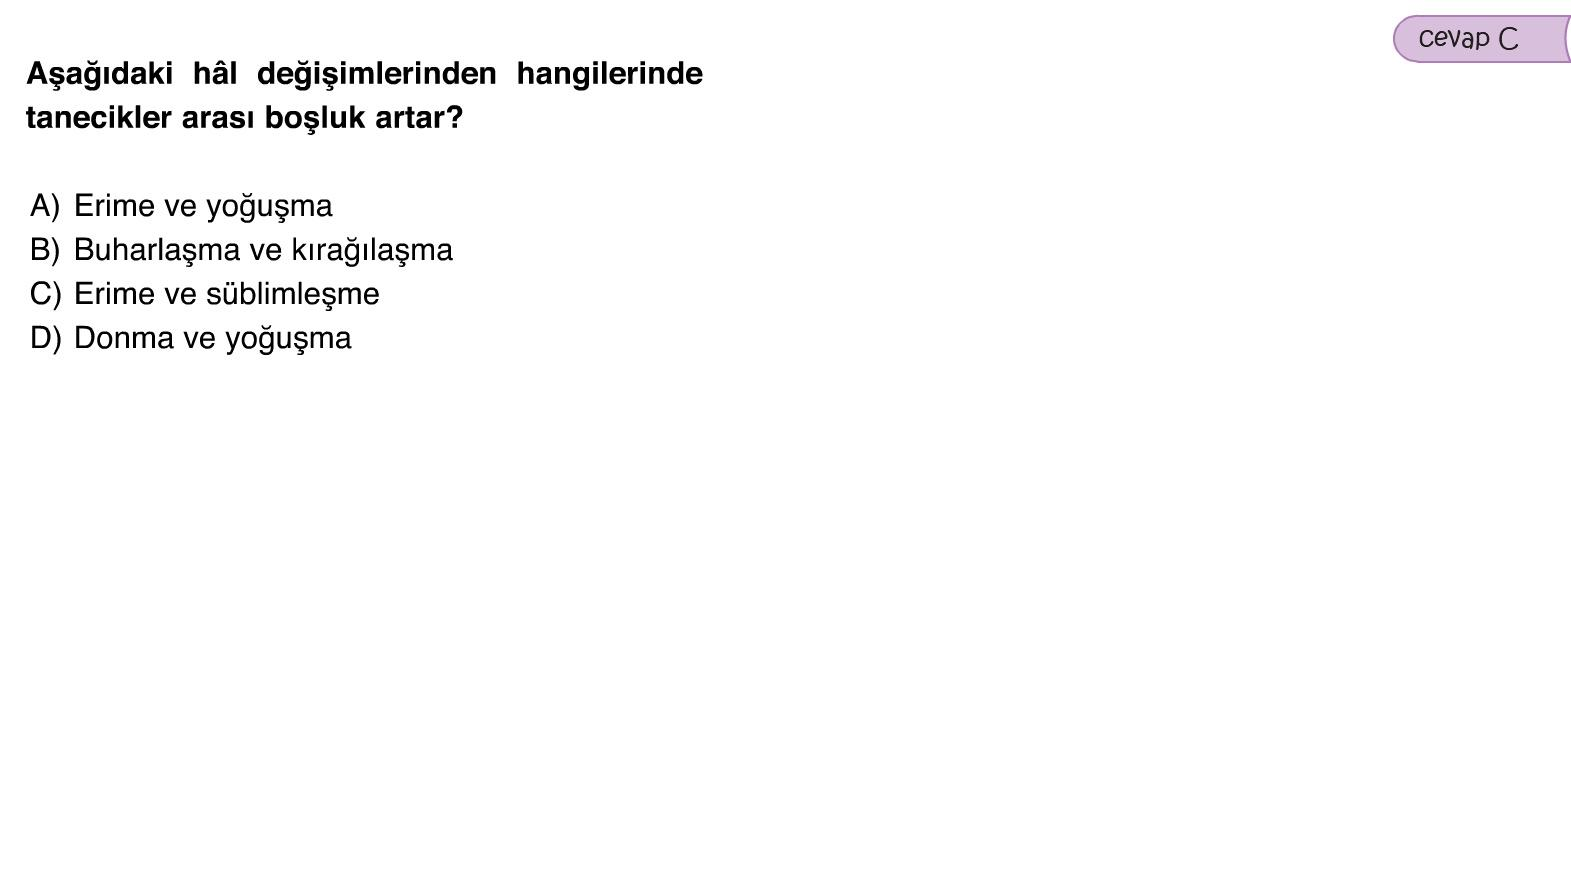 cevap C
Aşağıdaki hâl değişimlerinden hangilerinde
tanecikler arası boşluk artar?
A) Erime ve yoğuşma
B) Buharlaşma ve kırağılaşma
C) Erime ve süblimleşme
D) Donma ve yoğuşma